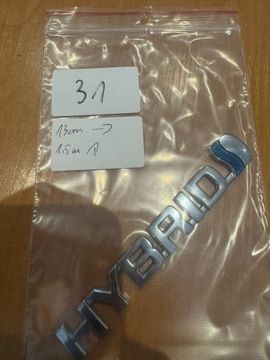 31
13cm →
1.5cm ↑
HYBRID